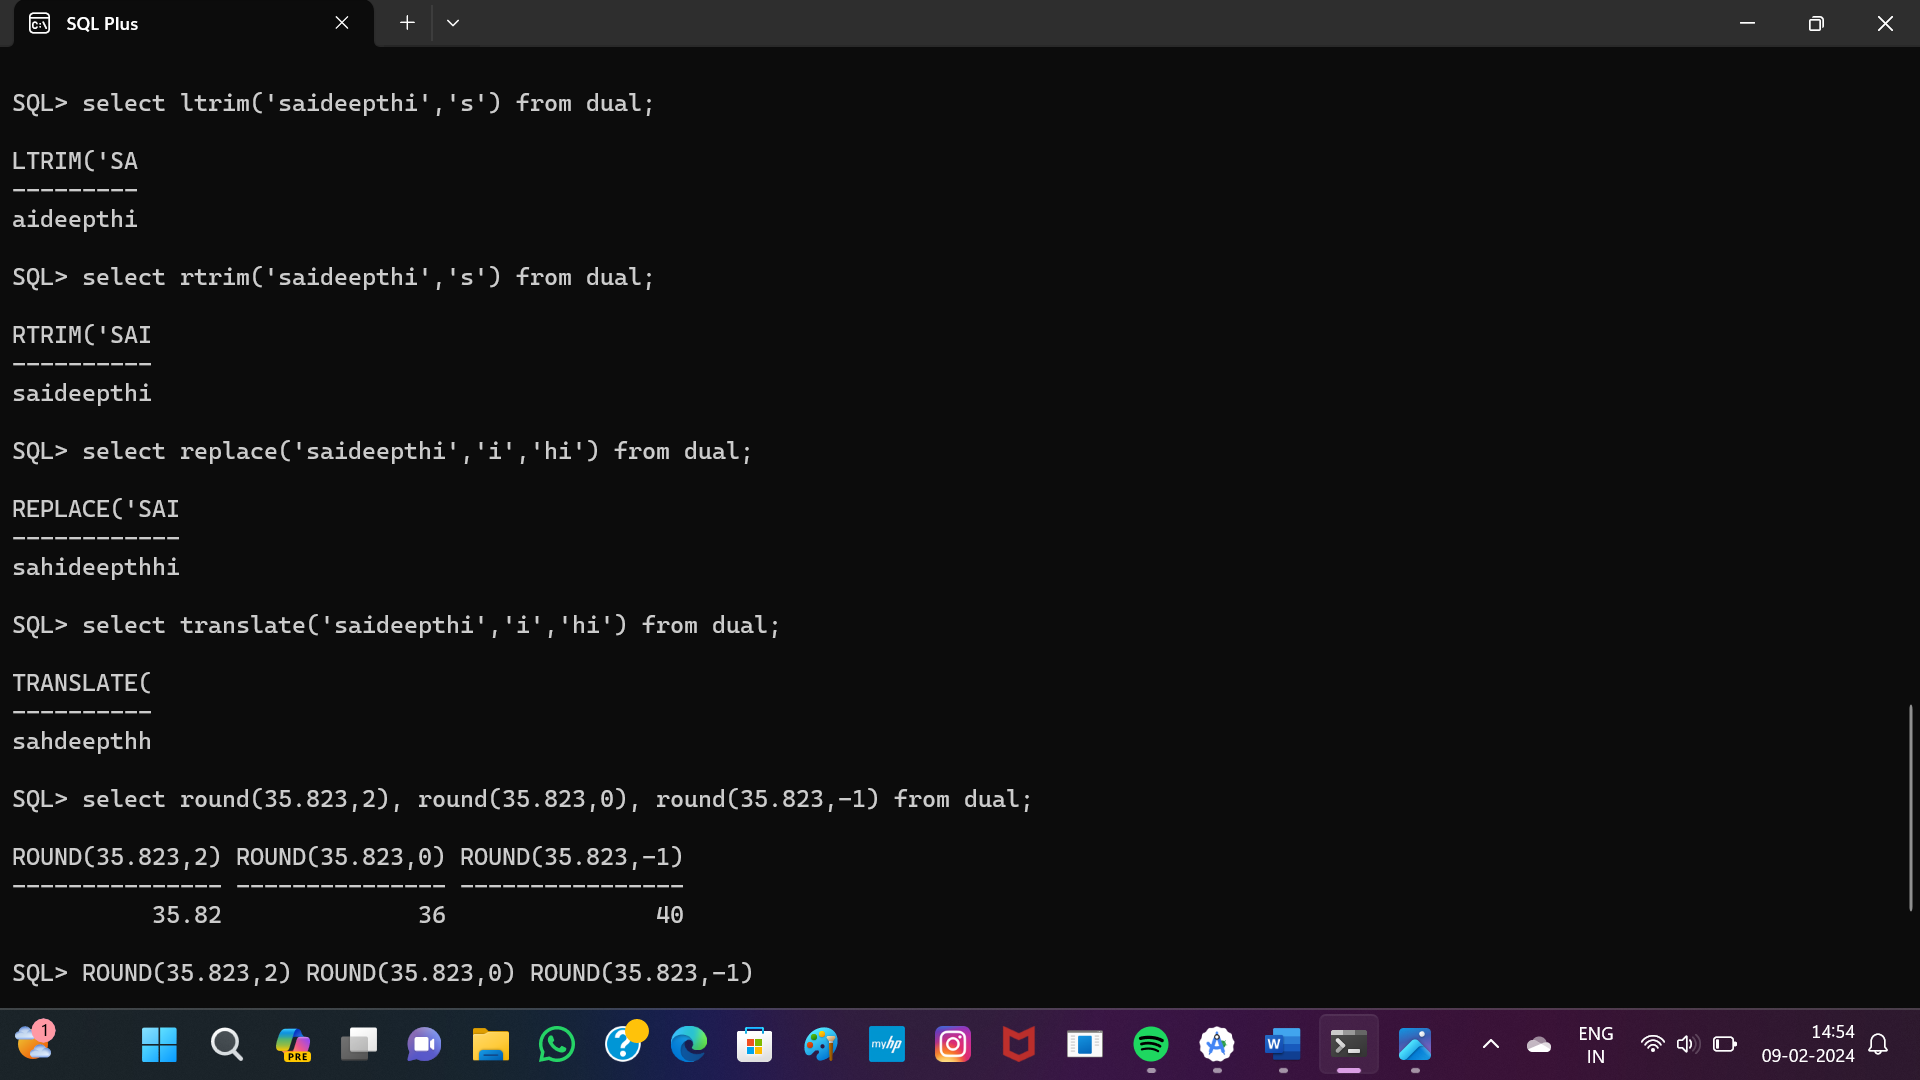 SQL Plus
SQL> select ltrim('saideepthi','s') from dual;
LTRIM('SA
---------
aideepthi
SQL> select rtrim('saideepthi','s') from dual;
RTRIM('SAI
----------
saideepthi
SQL> select replace('saideepthi','i','hi') from dual;
REPLACE('SAI
------------
sahideepthhi
SQL> select translate('saideepthi','i','hi') from dual;
TRANSLATE(
----------
sahdeepthh
SQL> select round(35.823,2), round(35.823,0), round(35.823,-1) from dual;
ROUND(35.823,2) ROUND(35.823,0) ROUND(35.823,-1)
--------------- --------------- ----------------
35.82 36 40
SQL> ROUND(35.823,2) ROUND(35.823,0) ROUND(35.823,-1)
1
PRE
myhp
W
ENG
IN
14:54
09-02-2024